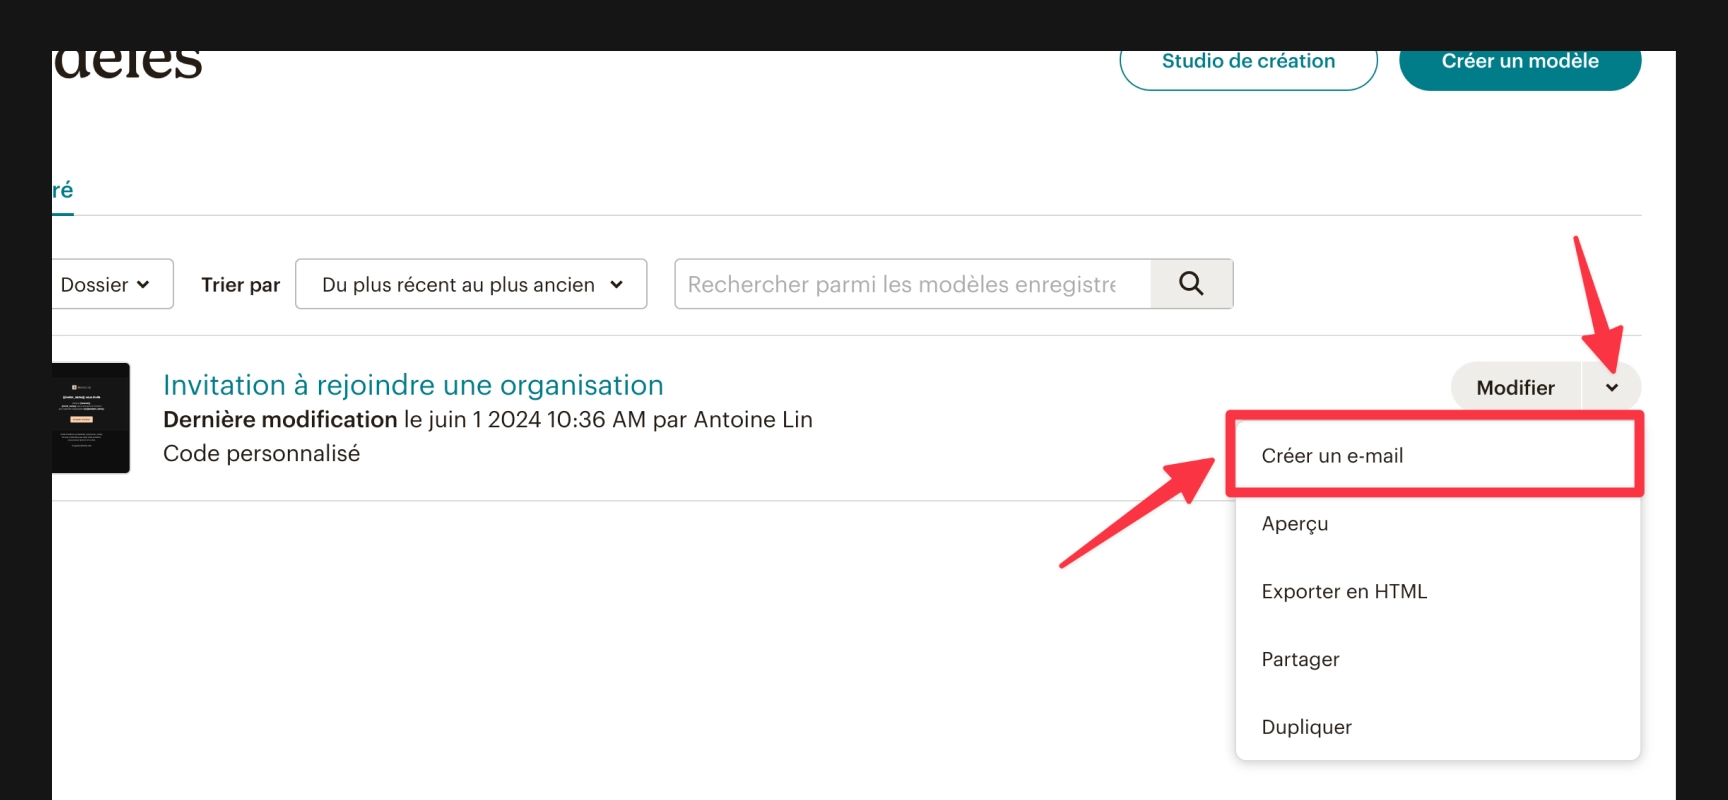 dèles
Studio de création
Créer un modèle
ré
Dossier
Trier par
Du plus récent au plus ancien
Rechercher parmi les modèles enregistre
Invitation à rejoindre une organisation
Dernière modification le juin 1 2024 10:36 AM par Antoine Lin
Code personnalisé
Modifier
Créer un e-mail
Aperçu
Exporter en HTML
Partager
Dupliquer